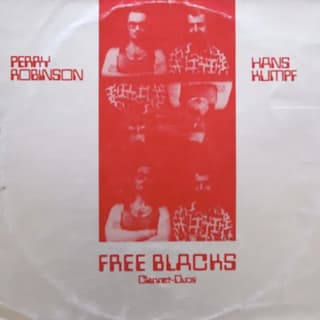 PERRY
ROBINSON
HANS
KUMPF
FREE BLACKS
Clarinet-Duos